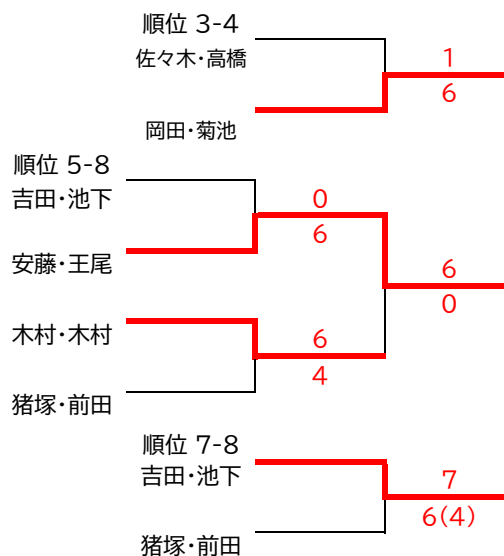 順位 3-4
佐々木・高橋
1
6
岡田・菊池
順位 5-8
吉田・池下
0
6
安藤・王尾
6
0
木村・木村
6
4
猪塚・前田
順位 7-8
吉田・池下
7
6(4)
猪塚・前田